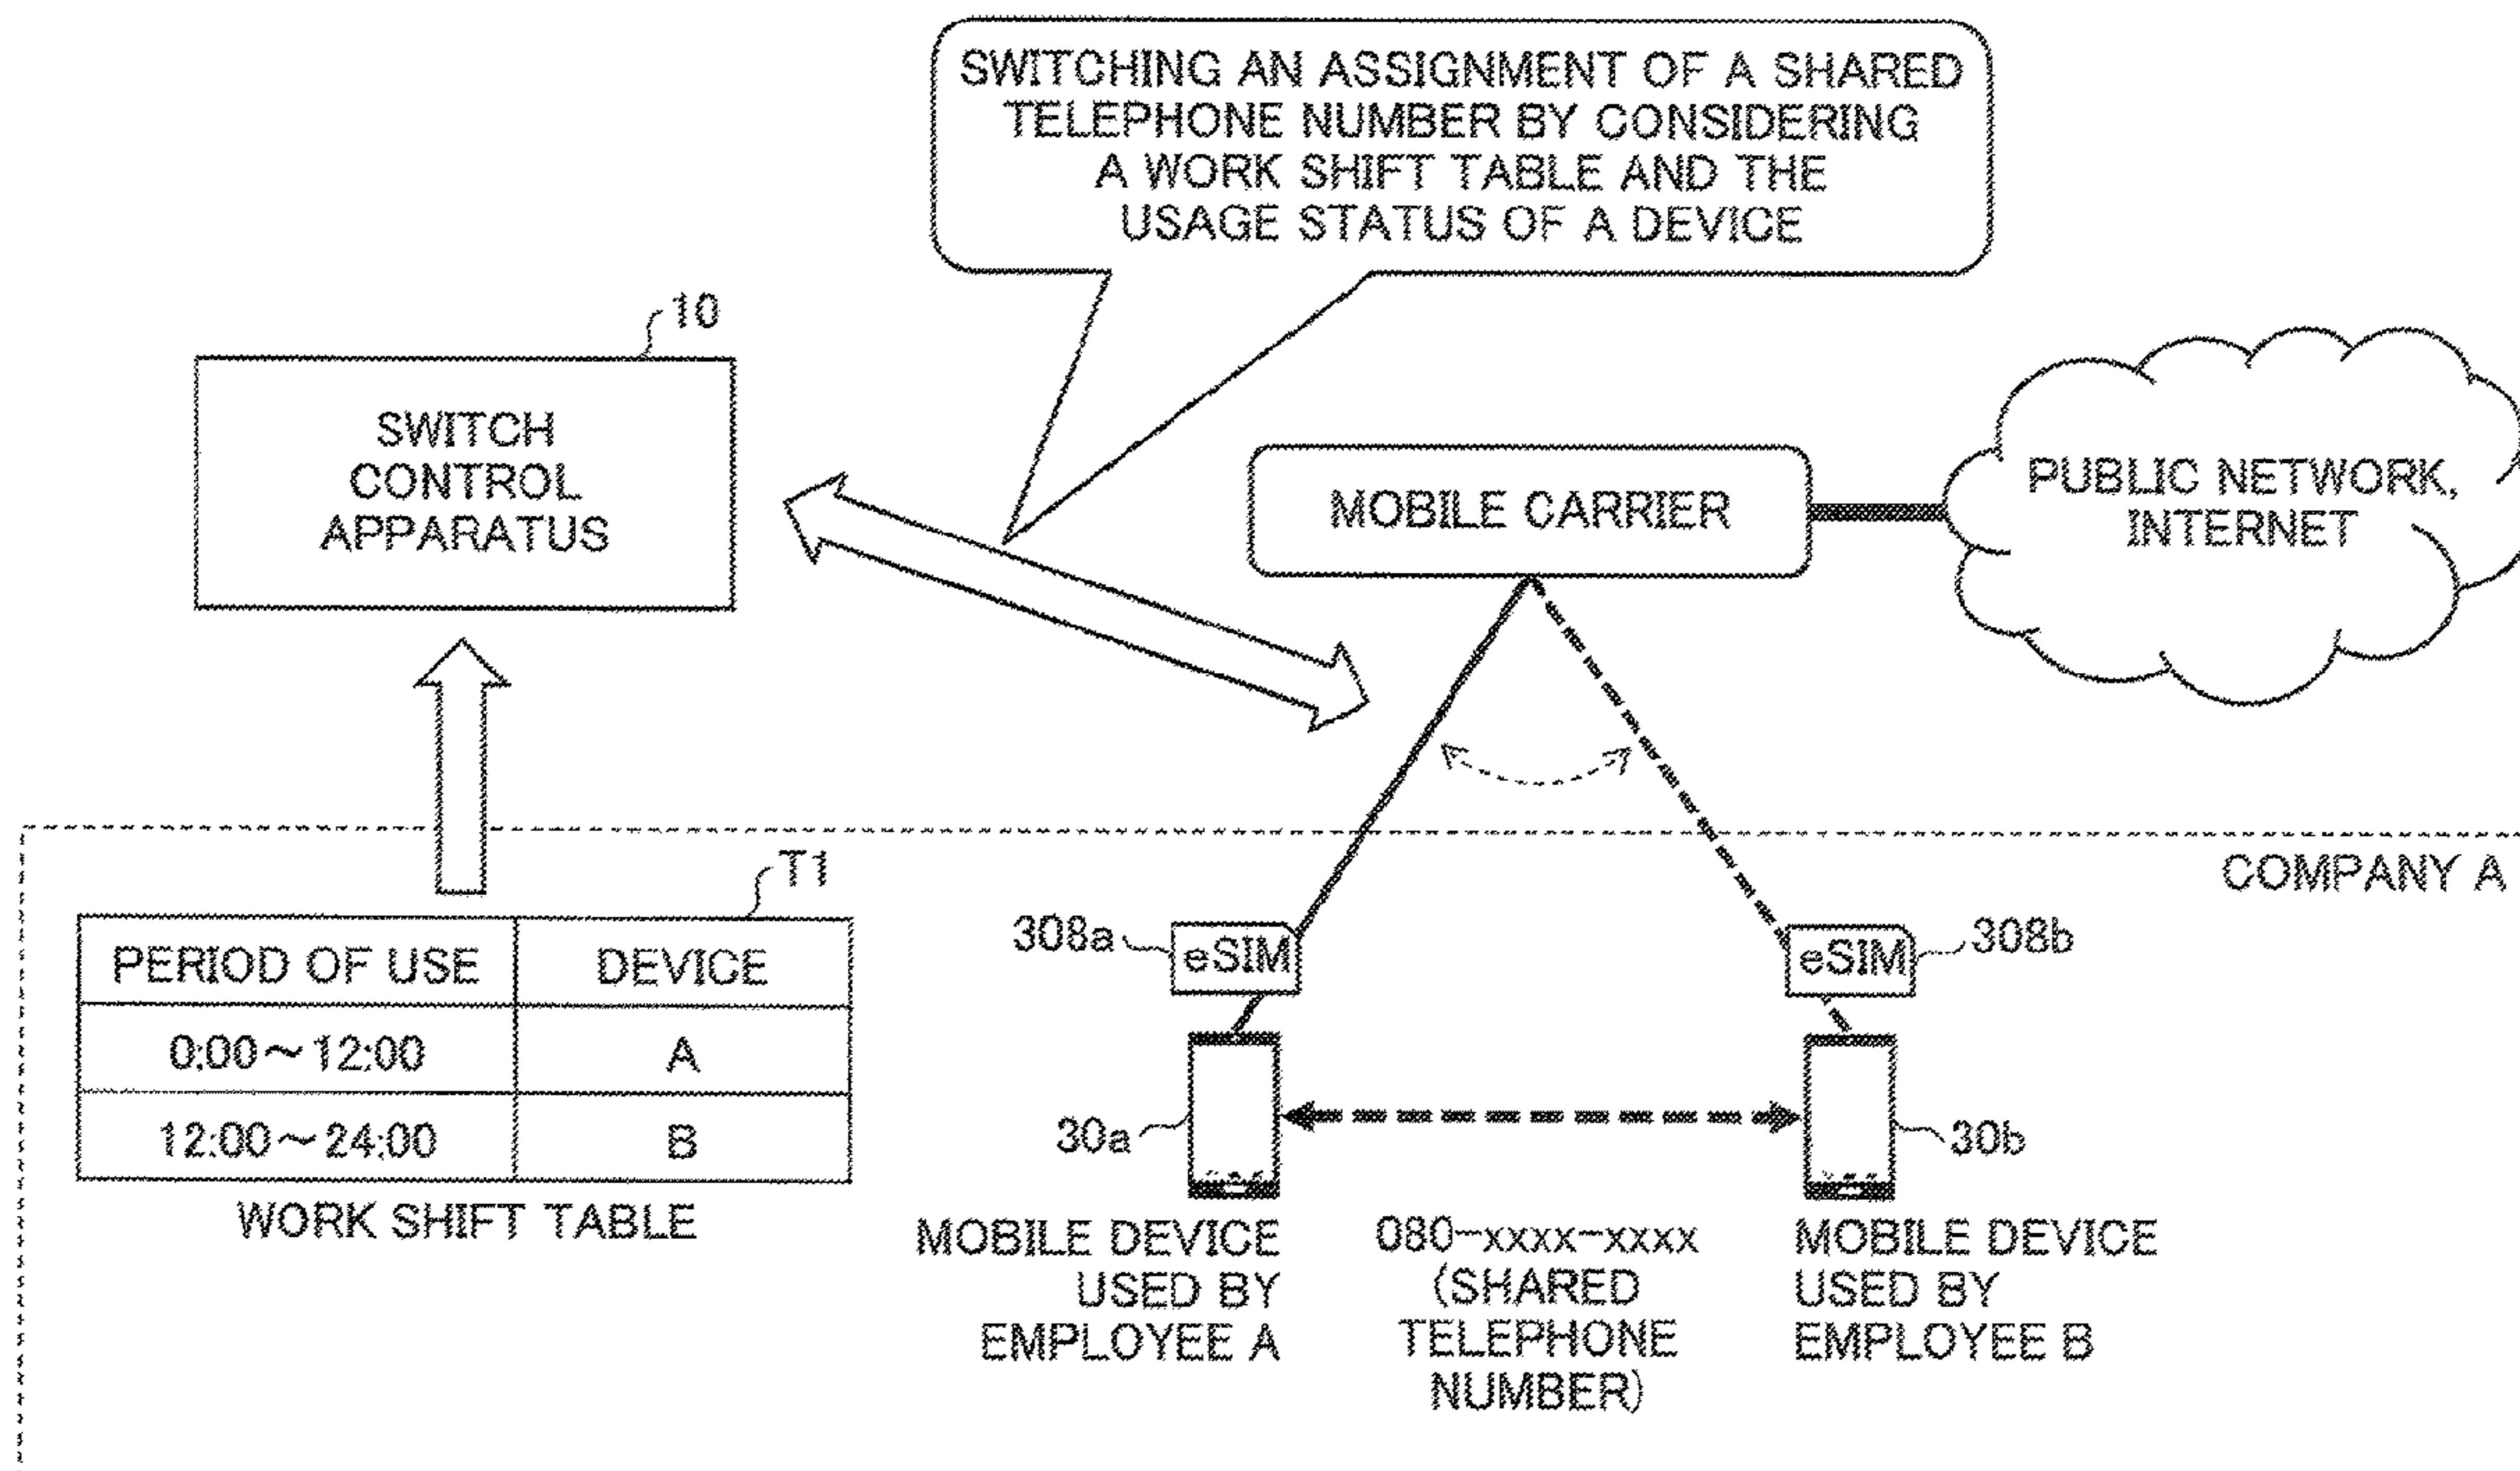 SWITCHING AN ASSIGNMENT OF A SHARED
TELEPHONE NUMBER BY CONSIDERING
A WORK SHIFT TABLE AND THE
USAGE STATUS OF A DEVICE
10
SWITCH
CONTROL
APPARATUS
MOBILE CARRIER
PUBLIC NETWORK,
INTERNET
COMPANY A
T1
PERIOD OF USE DEVICE
0:00~12:00 A
12:00~24:00 B
WORK SHIFT TABLE
308a
eSIM
eSIM
308b
30a
30b
MOBILE DEVICE
USED BY
EMPLOYEE A
080-xxxx-xxxx
(SHARED
TELEPHONE
NUMBER)
MOBILE DEVICE
USED BY
EMPLOYEE B